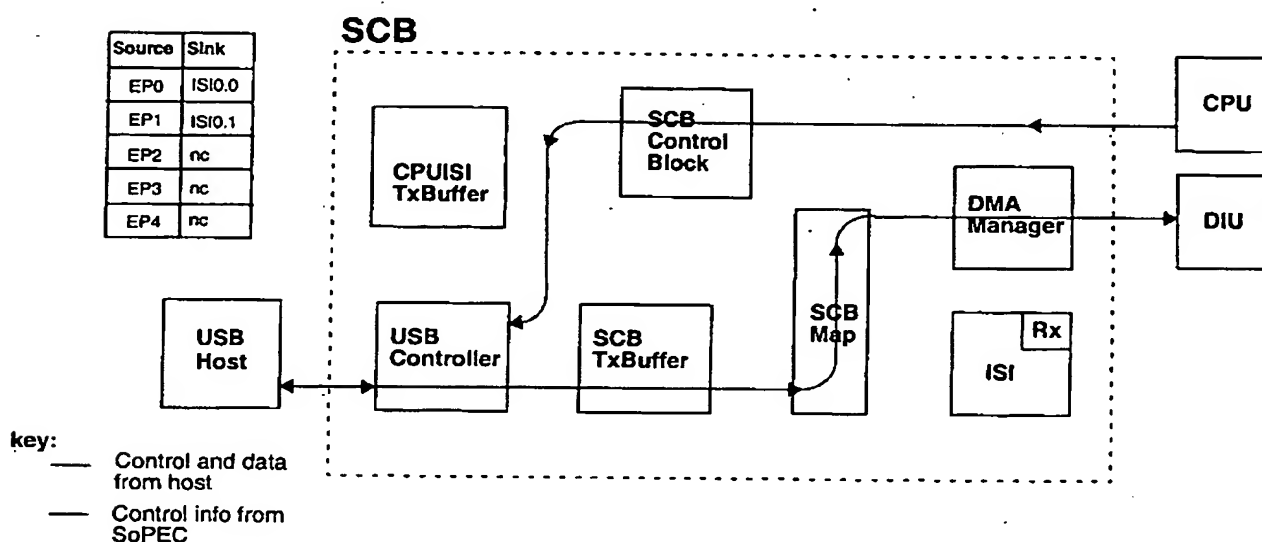 SCB
Source Sink
EP0 ISI0.0
EP1 ISI0.1
EP2 nc
EP3 nc
EP4 nc
CPUISI
TxBuffer
SCB
Control
Block
CPU
DMA
Manager
DIU
USB
Host
USB
Controller
SCB
TxBuffer
SCB
Map
Rx
ISI
key:
Control and data
from host
Control info from
SoPEC